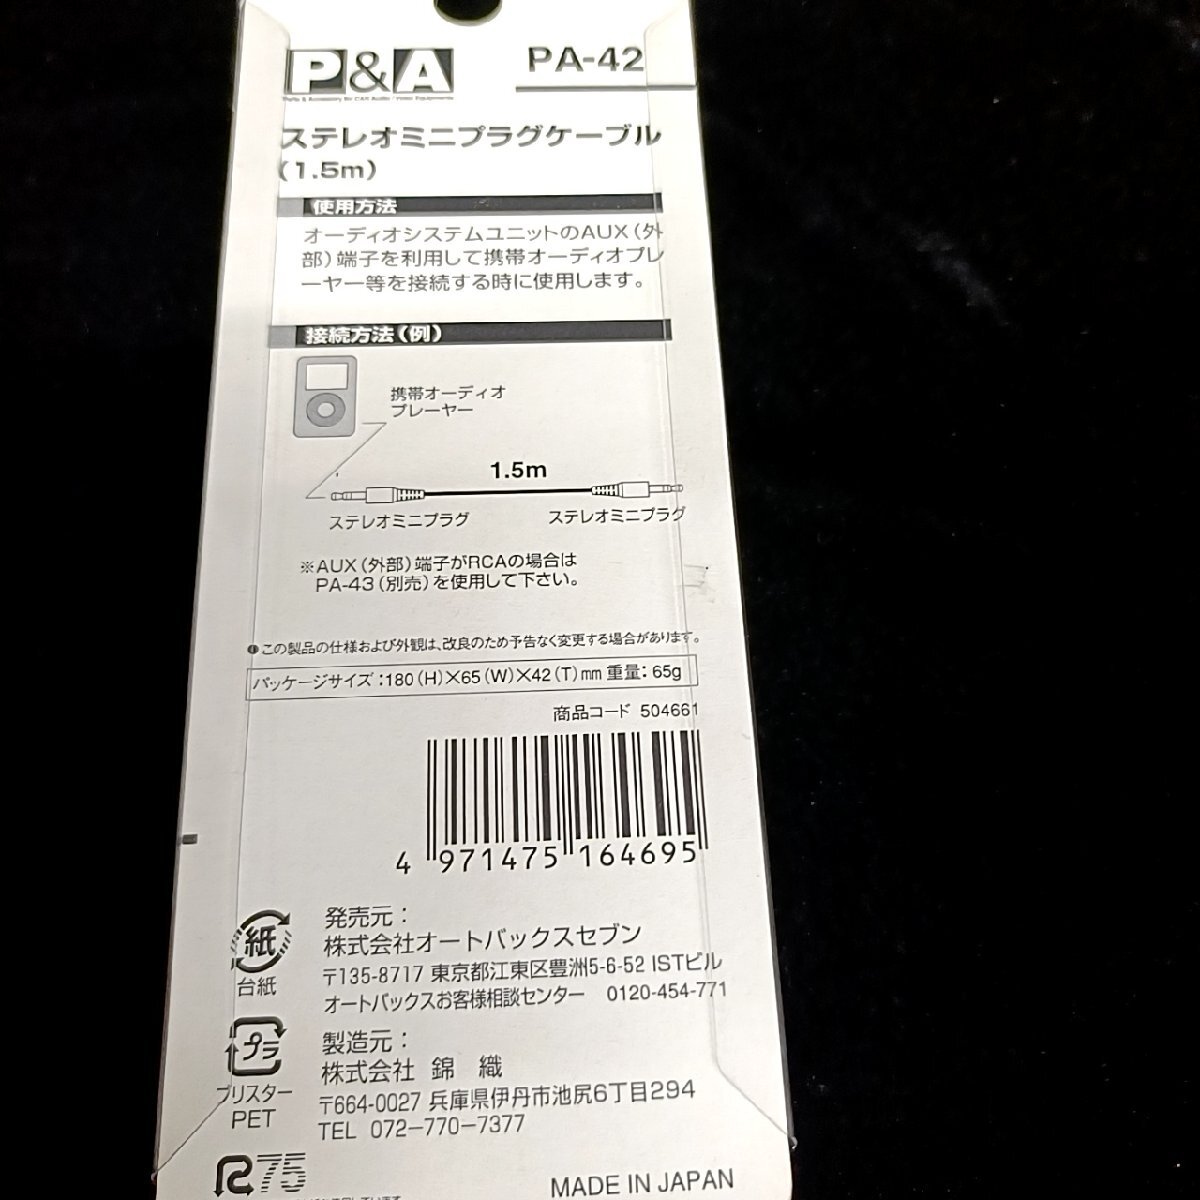 P&A
PA-42
Parts & Accessory for CAR Audio / Video Equipments
ステレオミニプラグケーブル
(1.5m)
使用方法
オーディオシステムユニットのAUX(外
部)端子を利用して携帯オーディオプレ
ーヤー等を接続する時に使用します。
接続方法(例)
携帯オーディオ
プレーヤー
1.5m
ステレオミニプラグ
ステレオミニプラグ
※AUX(外部)端子がRCAの場合は
PA-43(別売)を使用して下さい。
●この製品の仕様および外観は、改良のため予告なく変更する場合があります。
パッケージサイズ:180(H)×65(W)×42(T)mm 重量:65g
商品コード 504661
4 971475 164695
紙
台紙
発売元:
株式会社オートバックスセブン
〒135-8717 東京都江東区豊洲5-6-52 ISTビル
オートバックスお客様相談センター 0120-454-771
プラ
ブリスター
PET
製造元:
株式会社 錦 織
〒664-0027 兵庫県伊丹市池尻6丁目294
TEL 072-770-7377
R75
MADE IN JAPAN